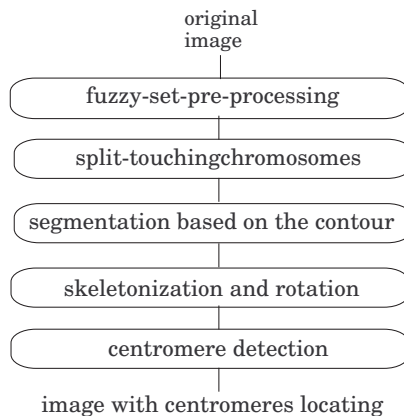 original
image
fuzzy-set-pre-processing
split-touchingchromosomes
segmentation based on the contour
skeletonization and rotation
centromere detection
image with centromeres locating